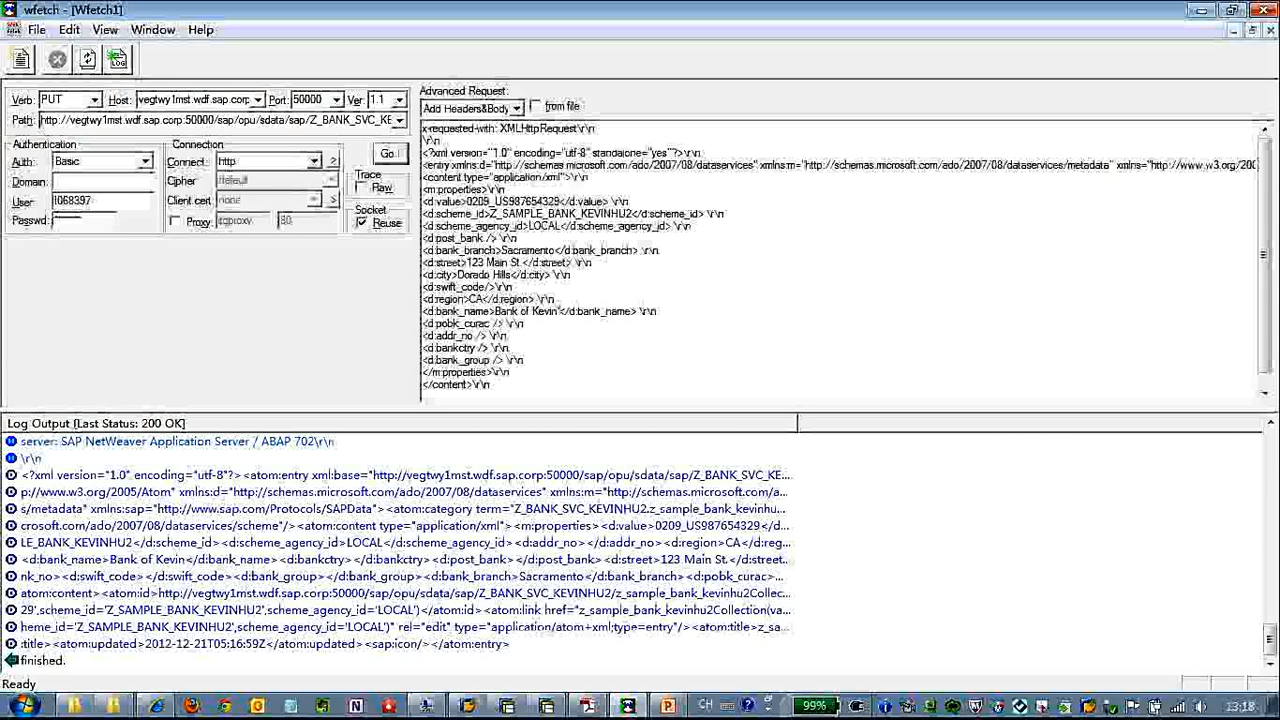 wfetch - [Wfetch1]
File Edit View Window Help
LOG
Verb: PUT Host: vegtwy1mst.wdf.sap.corp Port: 50000 Ver: 1.1
Path: http://vegtwy1mst.wdf.sap.corp:50000/sap/opu/sdata/sap/Z_BANK_SVC_KE
Authentication
Auth: Basic
Domain:
User: I068397
Passwd:
Connection
Connect: http >
Cipher: default
Client cert: none >
Proxy: itgproxy 80
Go
Trace
Raw
Socket
Reuse
Advanced Request:
Add Headers&Body from file
x-requested-with: XMLHttpRequest\r\n
\r\n
<?xml version="1.0" encoding="utf-8" standalone="yes"?>\r\n
<entry xmlns:d="http://schemas.microsoft.com/ado/2007/08/dataservices" xmlns:m="http://schemas.microsoft.com/ado/2007/08/dataservices/metadata" xmlns="http://www.w3.org/200
<content type="application/xml">\r\n
<m:properties>\r\n
<d:value>0209_US987654329</d:value> \r\n
<d:scheme_id>Z_SAMPLE_BANK_KEVINHU2</d:scheme_id> \r\n
<d:scheme_agency_id>LOCAL</d:scheme_agency_id> \r\n
<d:post_bank /> \r\n
<d:bank_branch>Sacramento</d:bank_branch> \r\n
<d:street>123 Main St.</d:street> \r\n
<d:city>Dorado Hills</d:city> \r\n
<d:swift_code/> \r\n
<d:region>CA</d:region> \r\n
<d:bank_name>Bank of Kevin</d:bank_name> \r\n
<d:pobk_curac /> \r\n
<d:addr_no /> \r\n
<d:bankctry /> \r\n
<d:bank_group /> \r\n
</m:properties>\r\n
</content>\r\n
Log Output [Last Status: 200 OK]
server: SAP NetWeaver Application Server / ABAP 702\r\n
\r\n
<?xml version="1.0" encoding="utf-8"?><atom:entry xml:base="http://vegtwy1mst.wdf.sap.corp:50000/sap/opu/sdata/sap/Z_BANK_SVC_KE...
p://www.w3.org/2005/Atom" xmlns:d="http://schemas.microsoft.com/ado/2007/08/dataservices" xmlns:m="http://schemas.microsoft.com/a...
s/metadata" xmlns:sap="http://www.sap.com/Protocols/SAPData"><atom:category term="Z_BANK_SVC_KEVINHU2.z_sample_bank_kevinhu...
crosoft.com/ado/2007/08/dataservices/scheme"/><atom:content type="application/xml"><m:properties><d:value>0209_US987654329</d...
LE_BANK_KEVINHU2</d:scheme_id><d:scheme_agency_id>LOCAL</d:scheme_agency_id><d:addr_no></d:addr_no><d:region>CA</d:reg...
<d:bank_name>Bank of Kevin</d:bank_name><d:bankctry></d:bankctry><d:post_bank></d:post_bank><d:street>123 Main St.</d:street...
nk_no><d:swift_code></d:swift_code><d:bank_group></d:bank_group><d:bank_branch>Sacramento</d:bank_branch><d:pobk_curac>...
atom:content><atom:id>http://vegtwy1mst.wdf.sap.corp:50000/sap/opu/sdata/sap/Z_BANK_SVC_KEVINHU2/z_sample_bank_kevinhu2Collec...
29',scheme_id='Z_SAMPLE_BANK_KEVINHU2',scheme_agency_id='LOCAL')</atom:id><atom:link href="z_sample_bank_kevinhu2Collection(va...
heme_id='Z_SAMPLE_BANK_KEVINHU2',scheme_agency_id='LOCAL')" rel="edit" type="application/atom+xml;type=entry"/><atom:title>z_sa...
:title><atom:updated>2012-12-21T05:16:59Z</atom:updated><sap:icon/></atom:entry>
finished.
Ready
CH 99% 13:18